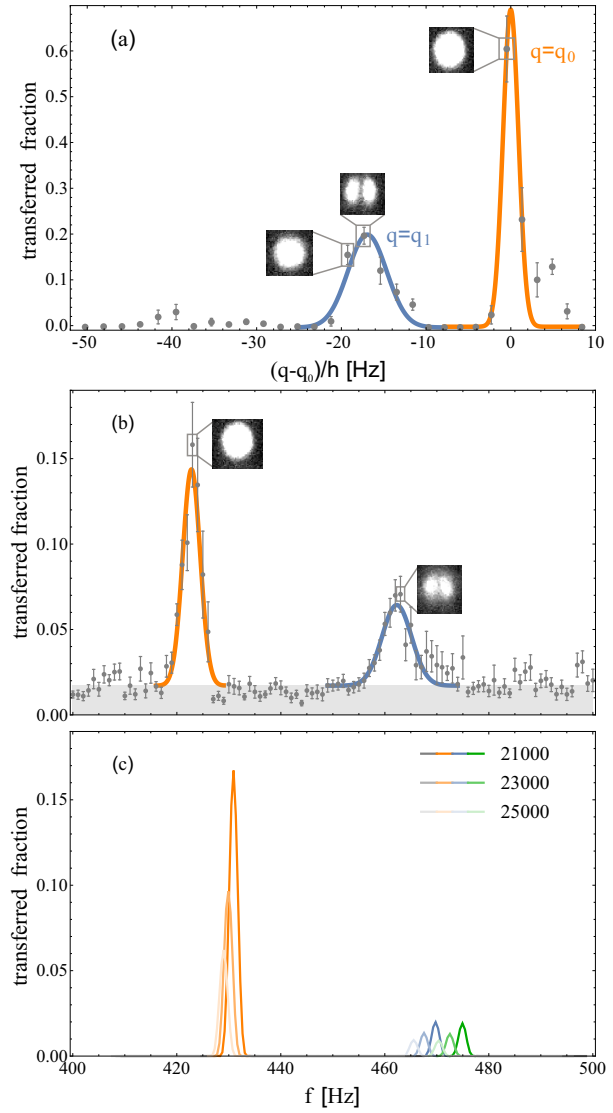 (a)
q=q0
q=q1
transferred fraction
0.6
0.5
0.4
0.3
0.2
0.1
0.0
-50 -40 -30 -20 -10 0 10
(q-q0)/h [Hz]
(b)
transferred fraction
0.15
0.10
0.05
0.00
(c)
21000
23000
25000
transferred fraction
0.15
0.10
0.05
0.00
400 420 440 460 480 500
f [Hz]